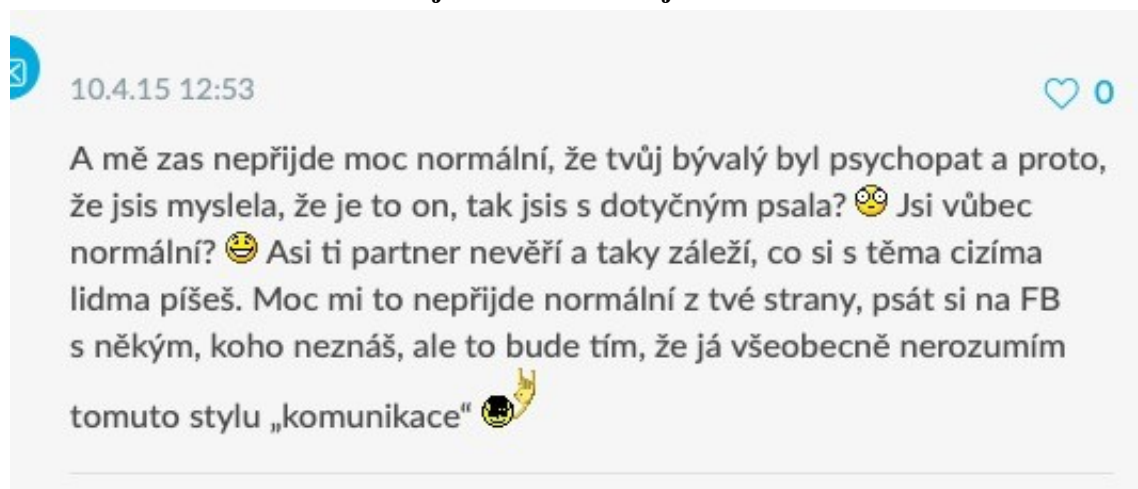 10.4.15 12:53
0
A mě zas nepřijde moc normální, že tvůj bývalý byl psychopat a proto,
že jsis myslela, že je to on, tak jsis s dotyčným psala? Jsi vůbec
normální? Asi ti partner nevěří a taky záleží, co si s těma cizíma
lidma píšeš. Moc mi to nepřijde normální z tvé strany, psát si na FB
s někým, koho neznáš, ale to bude tím, že já všeobecně nerozumím
tomuto stylu „komunikace“